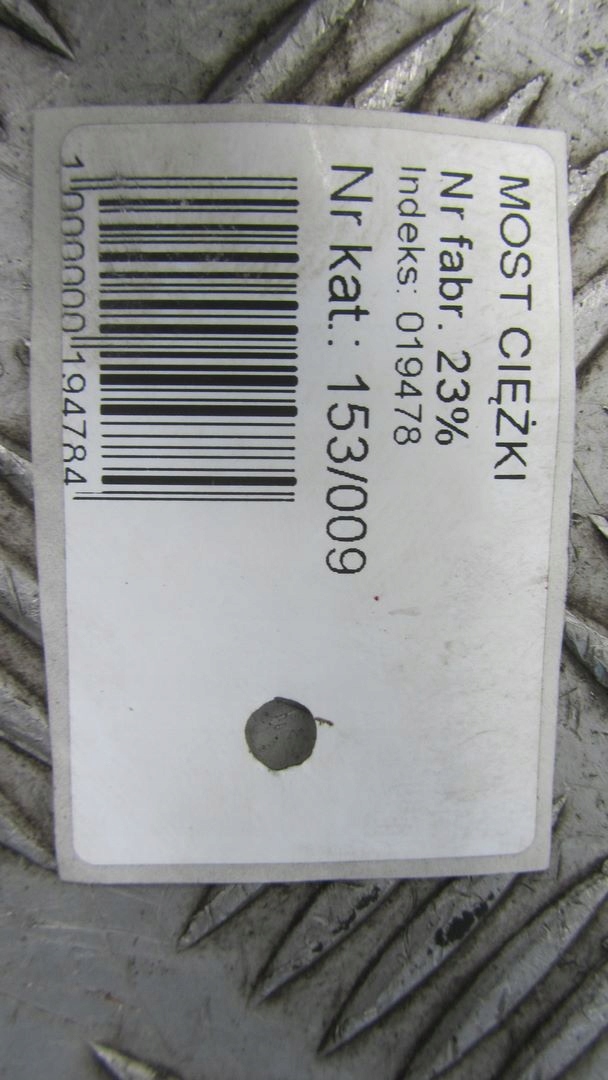 MOST CIĘŻKI
Nr fabr. 23%
Indeks: 019478
Nr kat.: 153/009
1000000194784